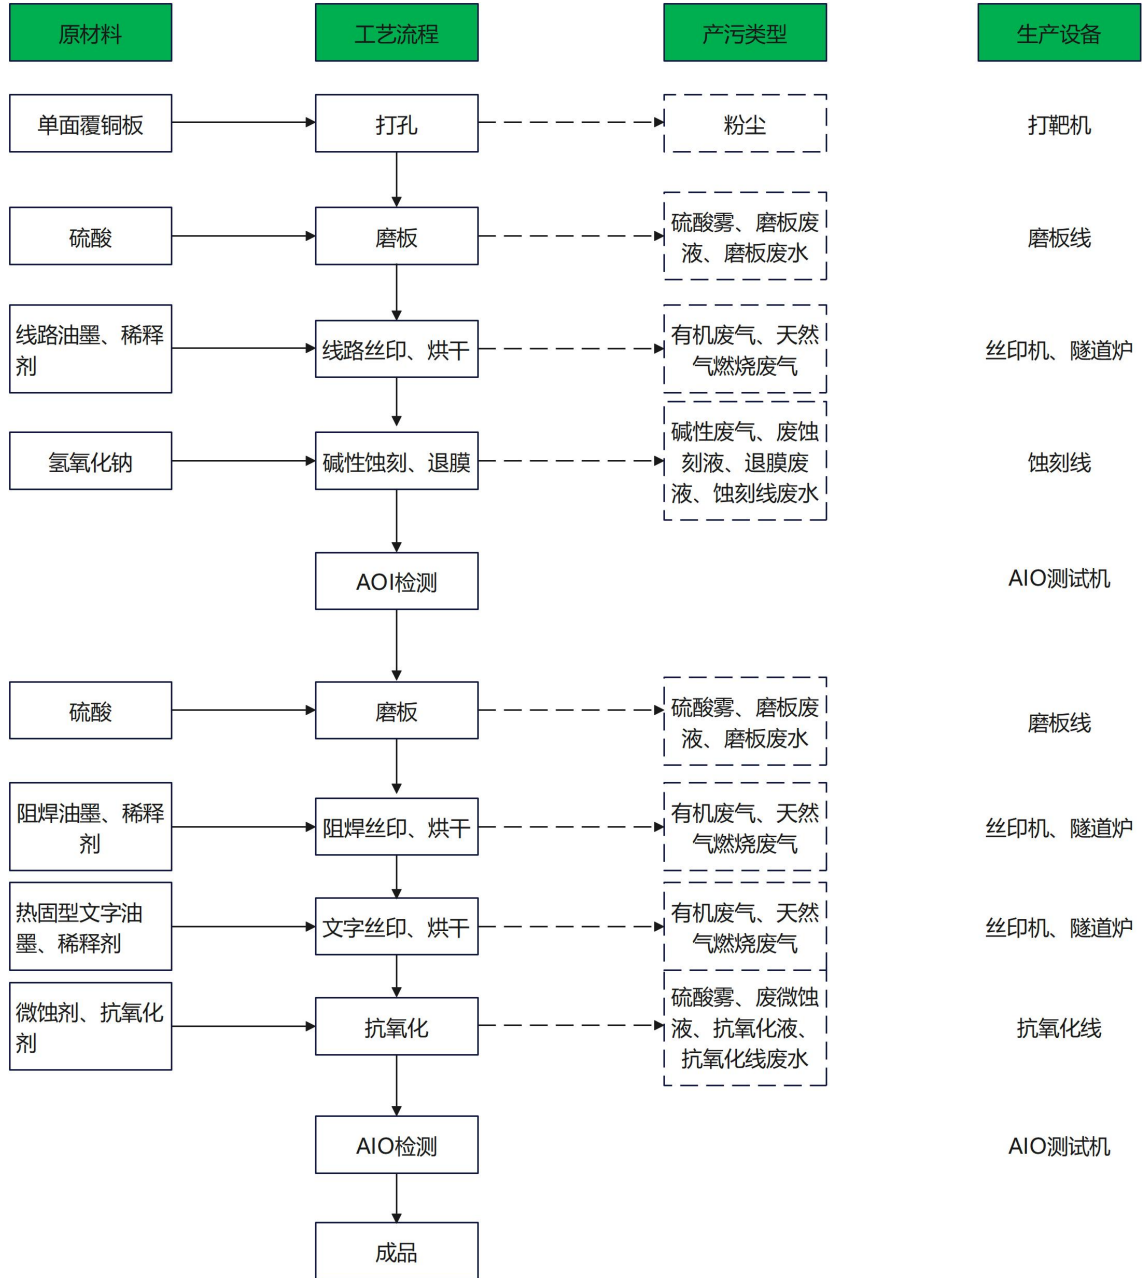 原材料
工艺流程
产污类型
生产设备
单面覆铜板
打孔
粉尘
打靶机
硫酸
磨板
硫酸雾、磨板废
液、磨板废水
磨板线
线路油墨、稀释
剂
线路丝印、烘干
有机废气、天然
气燃烧废气
丝印机、隧道炉
氢氧化钠
碱性蚀刻、退膜
碱性废气、废蚀
刻液、退膜废
液、蚀刻线废水
蚀刻线
AOI检测
AIO测试机
硫酸
磨板
硫酸雾、磨板废
液、磨板废水
磨板线
阻焊油墨、稀释
剂
阻焊丝印、烘干
有机废气、天然
气燃烧废气
丝印机、隧道炉
热固型文字油
墨、稀释剂
文字丝印、烘干
有机废气、天然
气燃烧废气
丝印机、隧道炉
微蚀剂、抗氧化
剂
抗氧化
硫酸雾、废微蚀
液、抗氧化液、
抗氧化线废水
抗氧化线
AIO检测
AIO测试机
成品